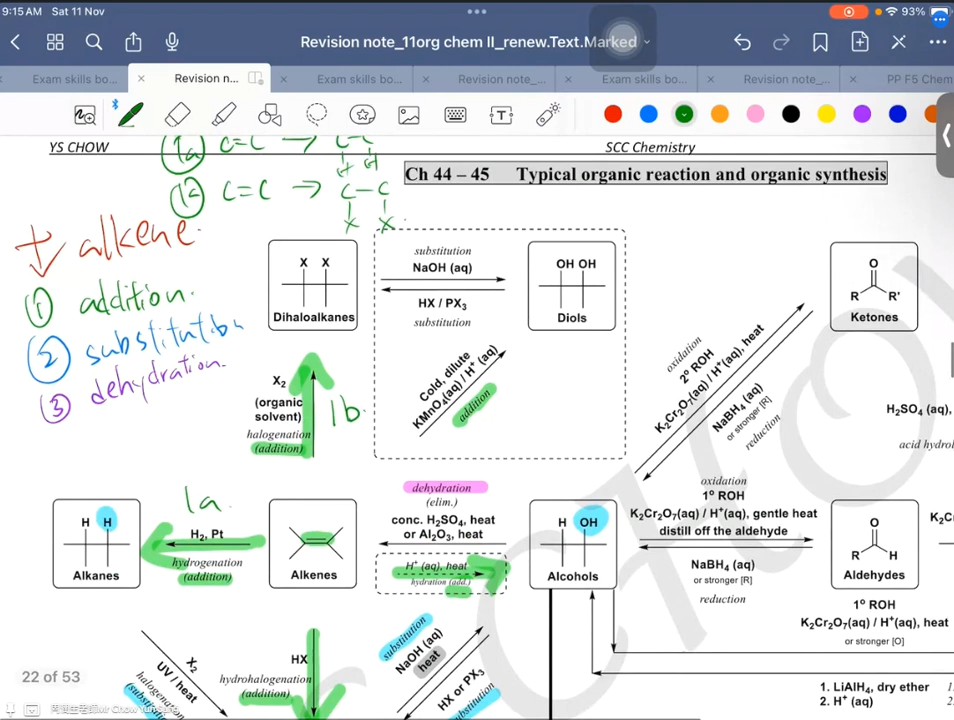 9:15 AM Sat 11 Nov
93%
Revision note_11org chem II_renew.Text.Marked
Exam skills bo...
Revision n...
Exam skills bo...
Revision note_...
Exam skills bo...
Revision note_...
PP F5 Chem
YS CHOW
SCC Chemistry
1a C=C → C-C
H H
1b C=C → C-C
X X
Ch 44 – 45 Typical organic reaction and organic synthesis
alkene
① addition.
② substitution
③ dehydration.
X X
Dihaloalkanes
substitution
NaOH (aq)
HX / PX₃
substitution
OH OH
Diols
O
R R'
Ketones
Cold, dilute
KMnO₄(aq) / H⁺(aq)
addition
X₂
(organic
solvent)
halogenation
(addition)
1b.
oxidation
2° ROH
K₂Cr₂O₇(aq) / H⁺(aq), heat
NaBH₄ (aq)
or stronger [R]
reduction
H₂SO₄ (aq),
acid hydrol
H H
Alkanes
1a
H₂, Pt
hydrogenation
(addition)
Alkenes
dehydration
(elim.)
conc. H₂SO₄, heat
or Al₂O₃, heat
H⁺ (aq), heat
hydration (add.)
H OH
Alcohols
oxidation
1° ROH
K₂Cr₂O₇(aq) / H⁺(aq), gentle heat
distill off the aldehyde
NaBH₄ (aq)
or stronger [R]
reduction
O
R H
Aldehydes
K₂C
1° ROH
K₂Cr₂O₇(aq) / H⁺(aq), heat
or stronger [O]
X₂
UV / heat
HX
hydrohalogenation
(addition)
substitution
NaOH (aq)
heat
HX or PX₃
substitution
1. LiAlH₄, dry ether
2. H⁺ (aq)
22 of 53